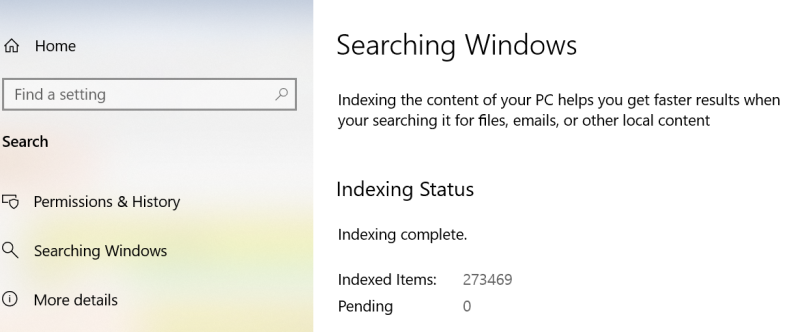 Home
Find a setting
Search
Permissions & History
Searching Windows
More details
Searching Windows
Indexing the content of your PC helps you get faster results when
your searching it for files, emails, or other local content
Indexing Status
Indexing complete.
Indexed Items: 273469
Pending 0